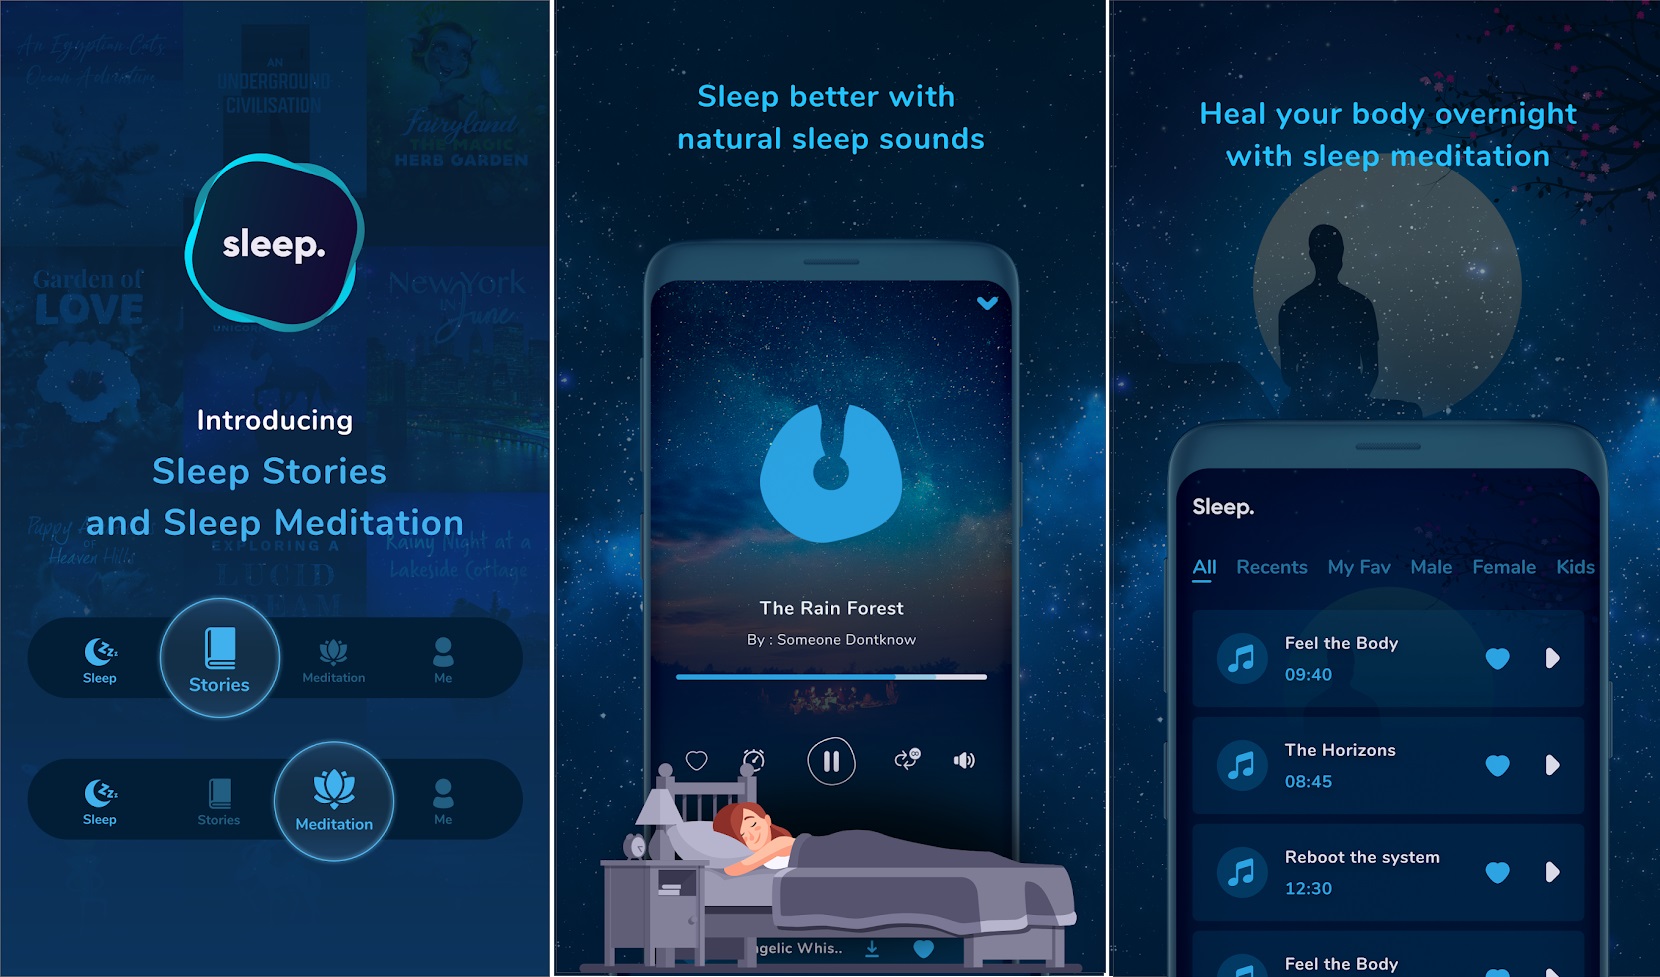 An Egyptian Cats
Ocean Adventure
AN
UNDERGROUND
CIVILISATION
Fairyland
THE MAGIC
HERB GARDEN
sleep.
Garden of
LOVE
New York
IN
June
Introducing
Sleep Stories
and Sleep Meditation
Puppy
OF
Heaven Hill
EXPLORING A
LUCID
Rainy Night at a
Lakeside Cottage
Sleep
Stories
Meditation
Me
Sleep
Stories
Meditation
Me
Sleep better with
natural sleep sounds
The Rain Forest
By : Someone Dontknow
gelic Whis..
Heal your body overnight
with sleep meditation
Sleep.
All Recents My Fav Male Female Kids
Feel the Body
09:40
The Horizons
08:45
Reboot the system
12:30
Feel the Body